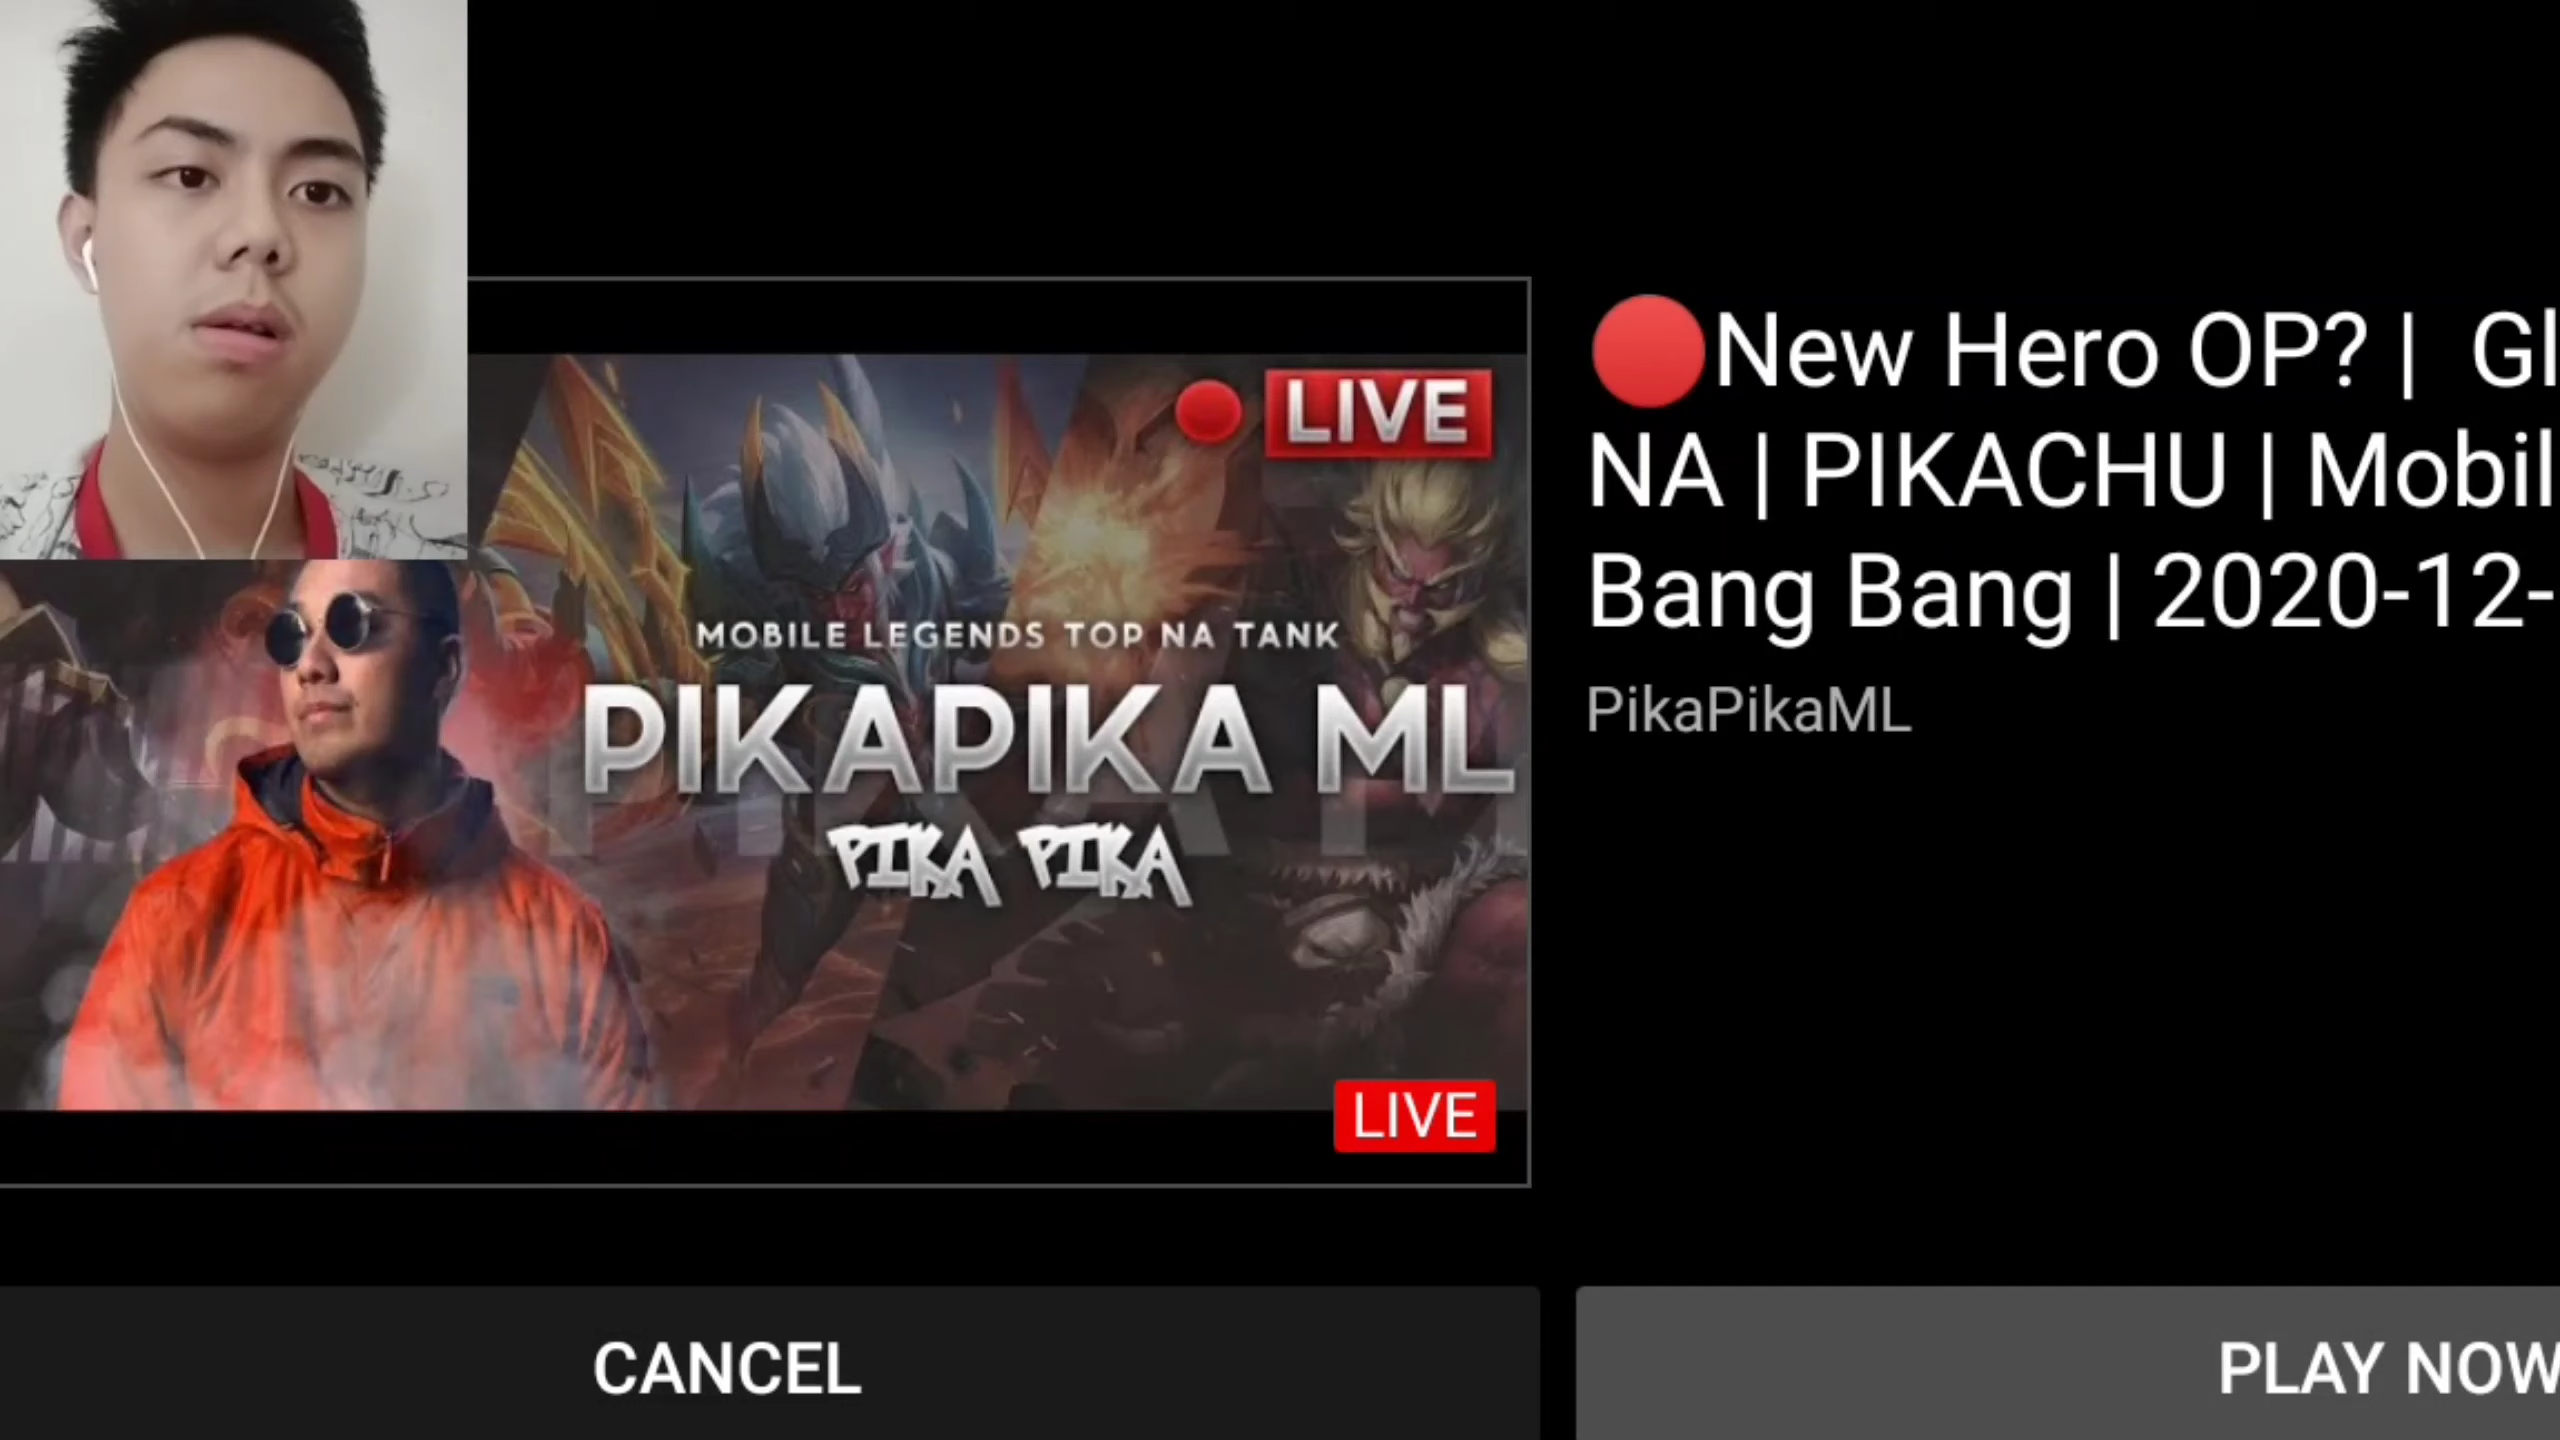 LIVE
MOBILE LEGENDS TOP NA TANK
PIKAPIKA ML
PIKA PIKA
LIVE
🔴New Hero OP? | Gl
NA | PIKACHU | Mobil
Bang Bang | 2020-12-
PikaPikaML
CANCEL
PLAY NOW